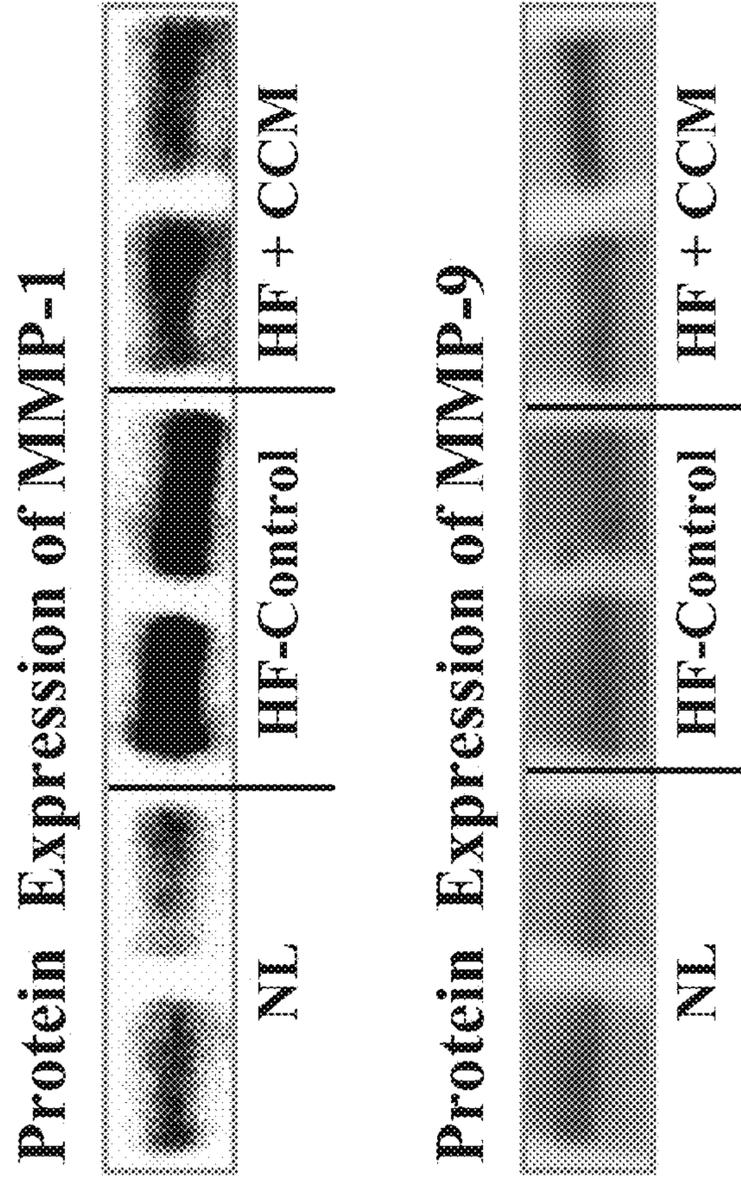 Protein Expression of MMP-1
NL HF-Control HF + CCM
Protein Expression of MMP-9
NL HF-Control HF + CCM